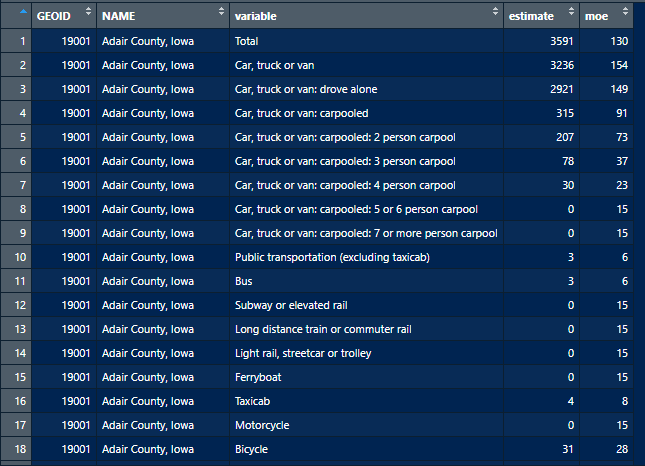 GEOID NAME variable estimate moe
1 19001 Adair County, Iowa Total 3591 130
2 19001 Adair County, Iowa Car, truck or van 3236 154
3 19001 Adair County, Iowa Car, truck or van: drove alone 2921 149
4 19001 Adair County, Iowa Car, truck or van: carpooled 315 91
5 19001 Adair County, Iowa Car, truck or van: carpooled: 2 person carpool 207 73
6 19001 Adair County, Iowa Car, truck or van: carpooled: 3 person carpool 78 37
7 19001 Adair County, Iowa Car, truck or van: carpooled: 4 person carpool 30 23
8 19001 Adair County, Iowa Car, truck or van: carpooled: 5 or 6 person carpool 0 15
9 19001 Adair County, Iowa Car, truck or van: carpooled: 7 or more person carpool 0 15
10 19001 Adair County, Iowa Public transportation (excluding taxicab) 3 6
11 19001 Adair County, Iowa Bus 3 6
12 19001 Adair County, Iowa Subway or elevated rail 0 15
13 19001 Adair County, Iowa Long distance train or commuter rail 0 15
14 19001 Adair County, Iowa Light rail, streetcar or trolley 0 15
15 19001 Adair County, Iowa Ferryboat 0 15
16 19001 Adair County, Iowa Taxicab 4 8
17 19001 Adair County, Iowa Motorcycle 0 15
18 19001 Adair County, Iowa Bicycle 31 28